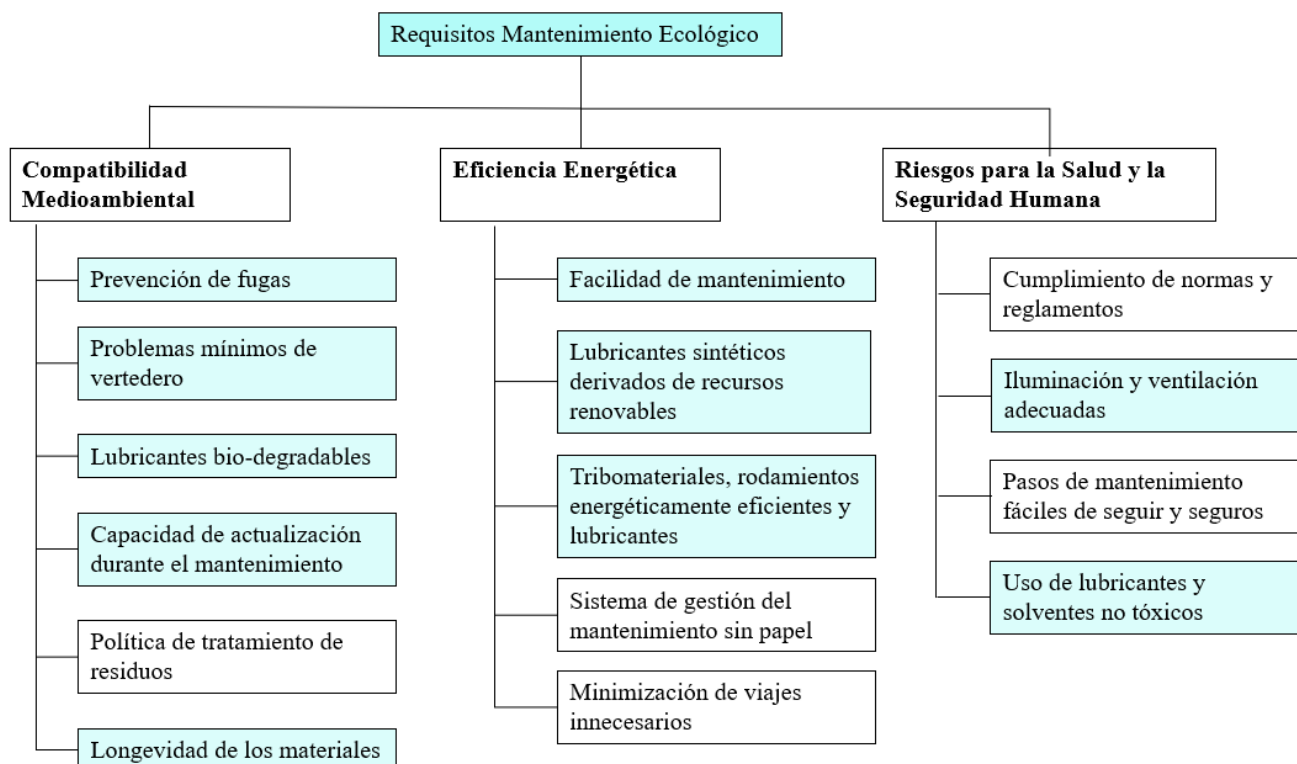 Requisitos Mantenimiento Ecológico
Compatibilidad
Medioambiental
Prevención de fugas
Problemas mínimos de
vertedero
Lubricantes bio-degradables
Capacidad de actualización
durante el mantenimiento
Política de tratamiento de
residuos
Longevidad de los materiales
Eficiencia Energética
Facilidad de mantenimiento
Lubricantes sintéticos
derivados de recursos
renovables
Tribomateriales, rodamientos
energéticamente eficientes y
lubricantes
Sistema de gestión del
mantenimiento sin papel
Minimización de viajes
innecesarios
Riesgos para la Salud y la
Seguridad Humana
Cumplimiento de normas y
reglamentos
Iluminación y ventilación
adecuadas
Pasos de mantenimiento
fáciles de seguir y seguros
Uso de lubricantes y
solventes no tóxicos